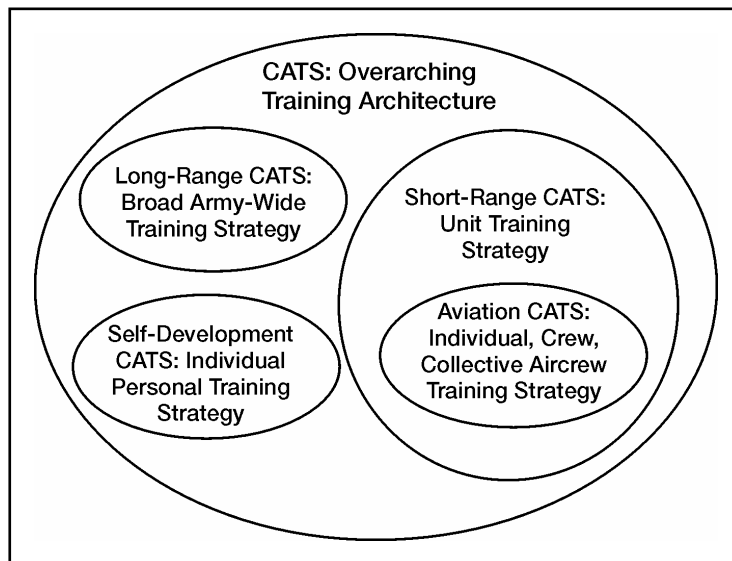 CATS: Overarching
Training Architecture
Long-Range CATS:
Broad Army-Wide
Training Strategy
Short-Range CATS:
Unit Training
Strategy
Self-Development
CATS: Individual
Personal Training
Strategy
Aviation CATS:
Individual, Crew,
Collective Aircrew
Training Strategy